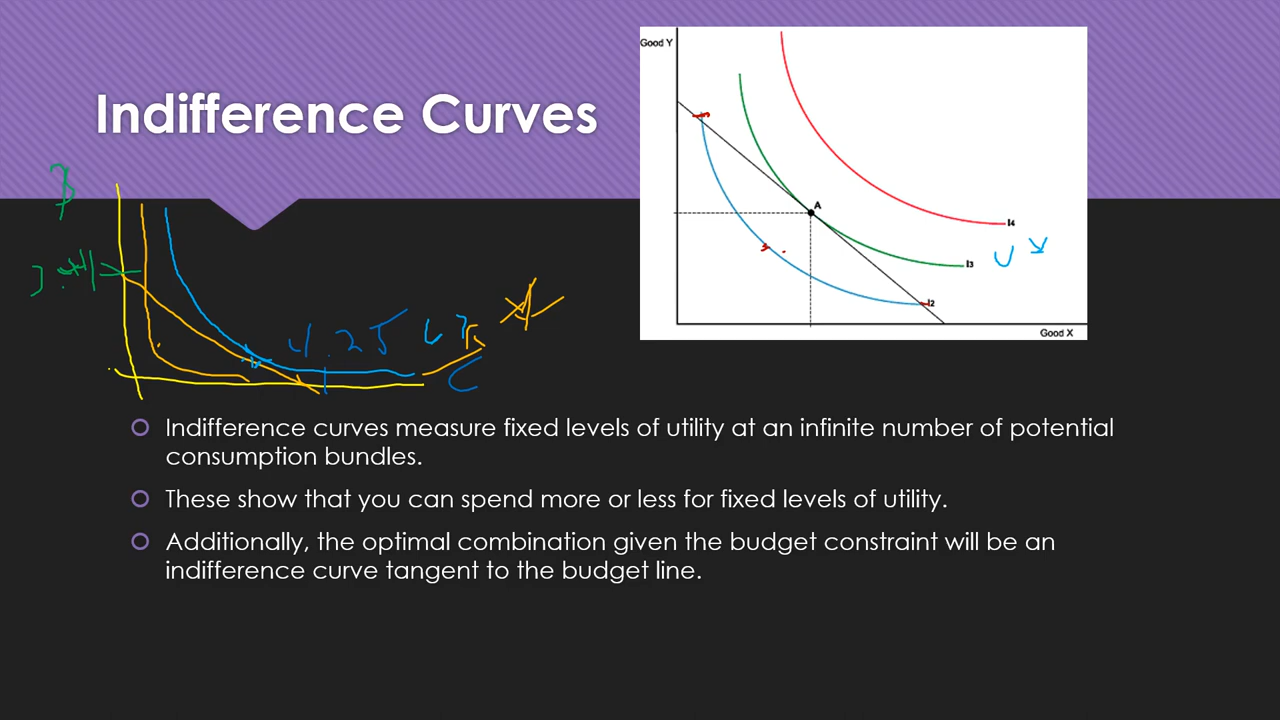 Indifference Curves
Good Y
A
I4
I3
I2
Good X
4.25
C
Indifference curves measure fixed levels of utility at an infinite number of potential
consumption bundles.
These show that you can spend more or less for fixed levels of utility.
Additionally, the optimal combination given the budget constraint will be an
indifference curve tangent to the budget line.